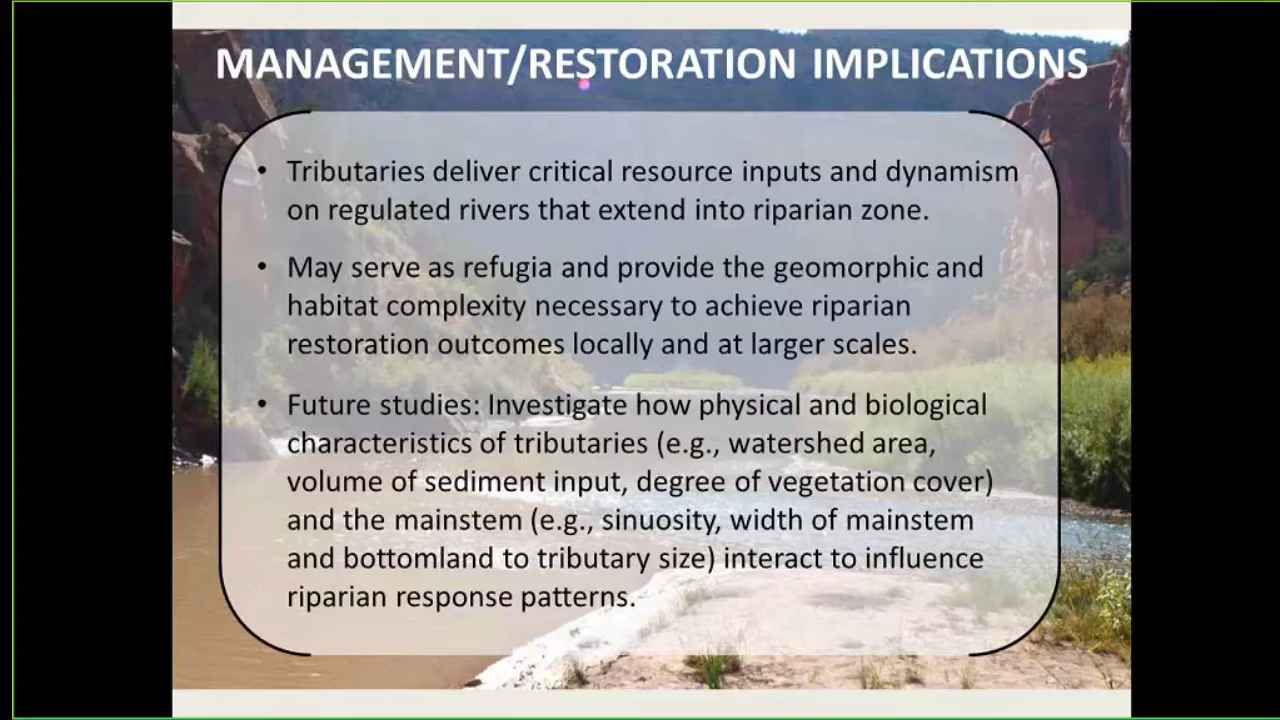 MANAGEMENT/RESTORATION IMPLICATIONS
• Tributaries deliver critical resource inputs and dynamism
on regulated rivers that extend into riparian zone.
• May serve as refugia and provide the geomorphic and
habitat complexity necessary to achieve riparian
restoration outcomes locally and at larger scales.
• Future studies: Investigate how physical and biological
characteristics of tributaries (e.g., watershed area,
volume of sediment input, degree of vegetation cover)
and the mainstem (e.g., sinuosity, width of mainstem
and bottomland to tributary size) interact to influence
riparian response patterns.